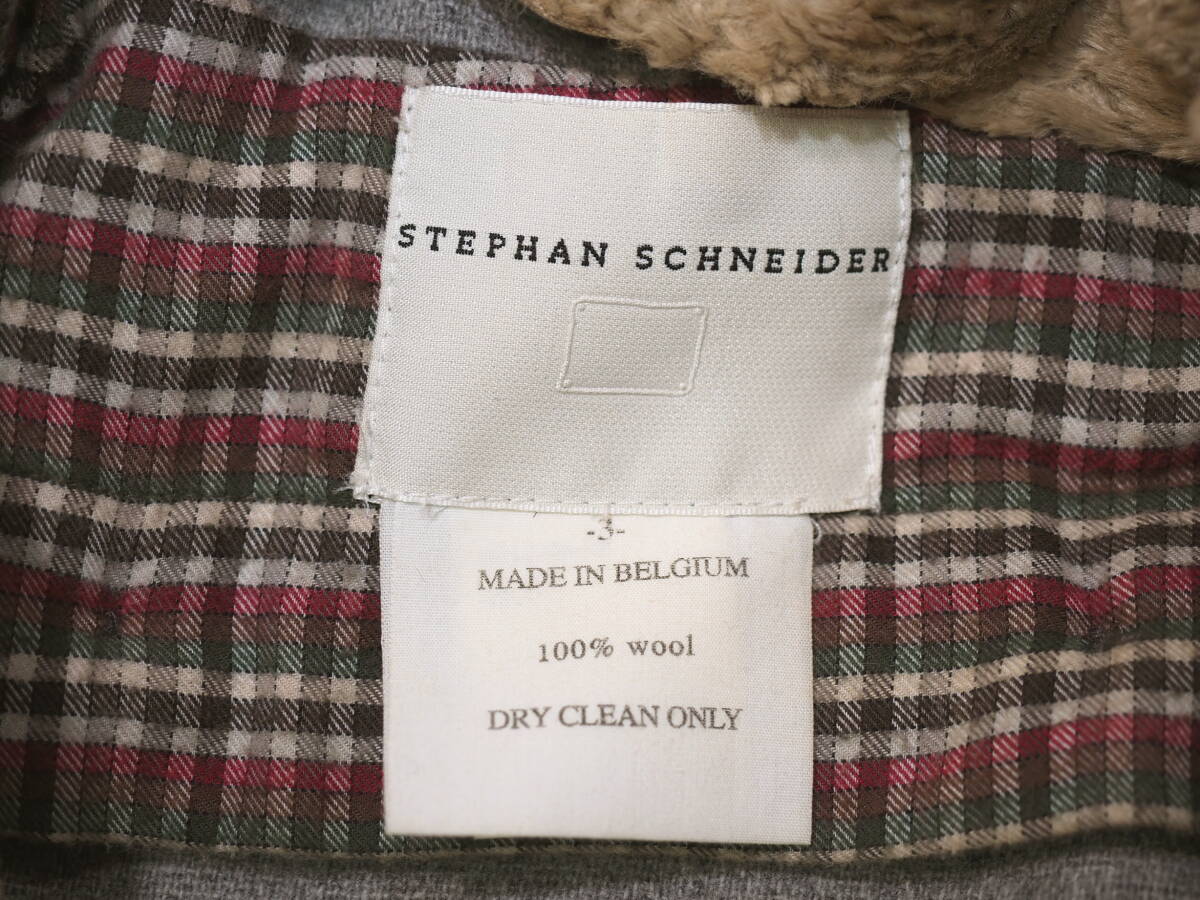 STEPHAN SCHNEIDER
-3-
MADE IN BELGIUM
100% wool
DRY CLEAN ONLY